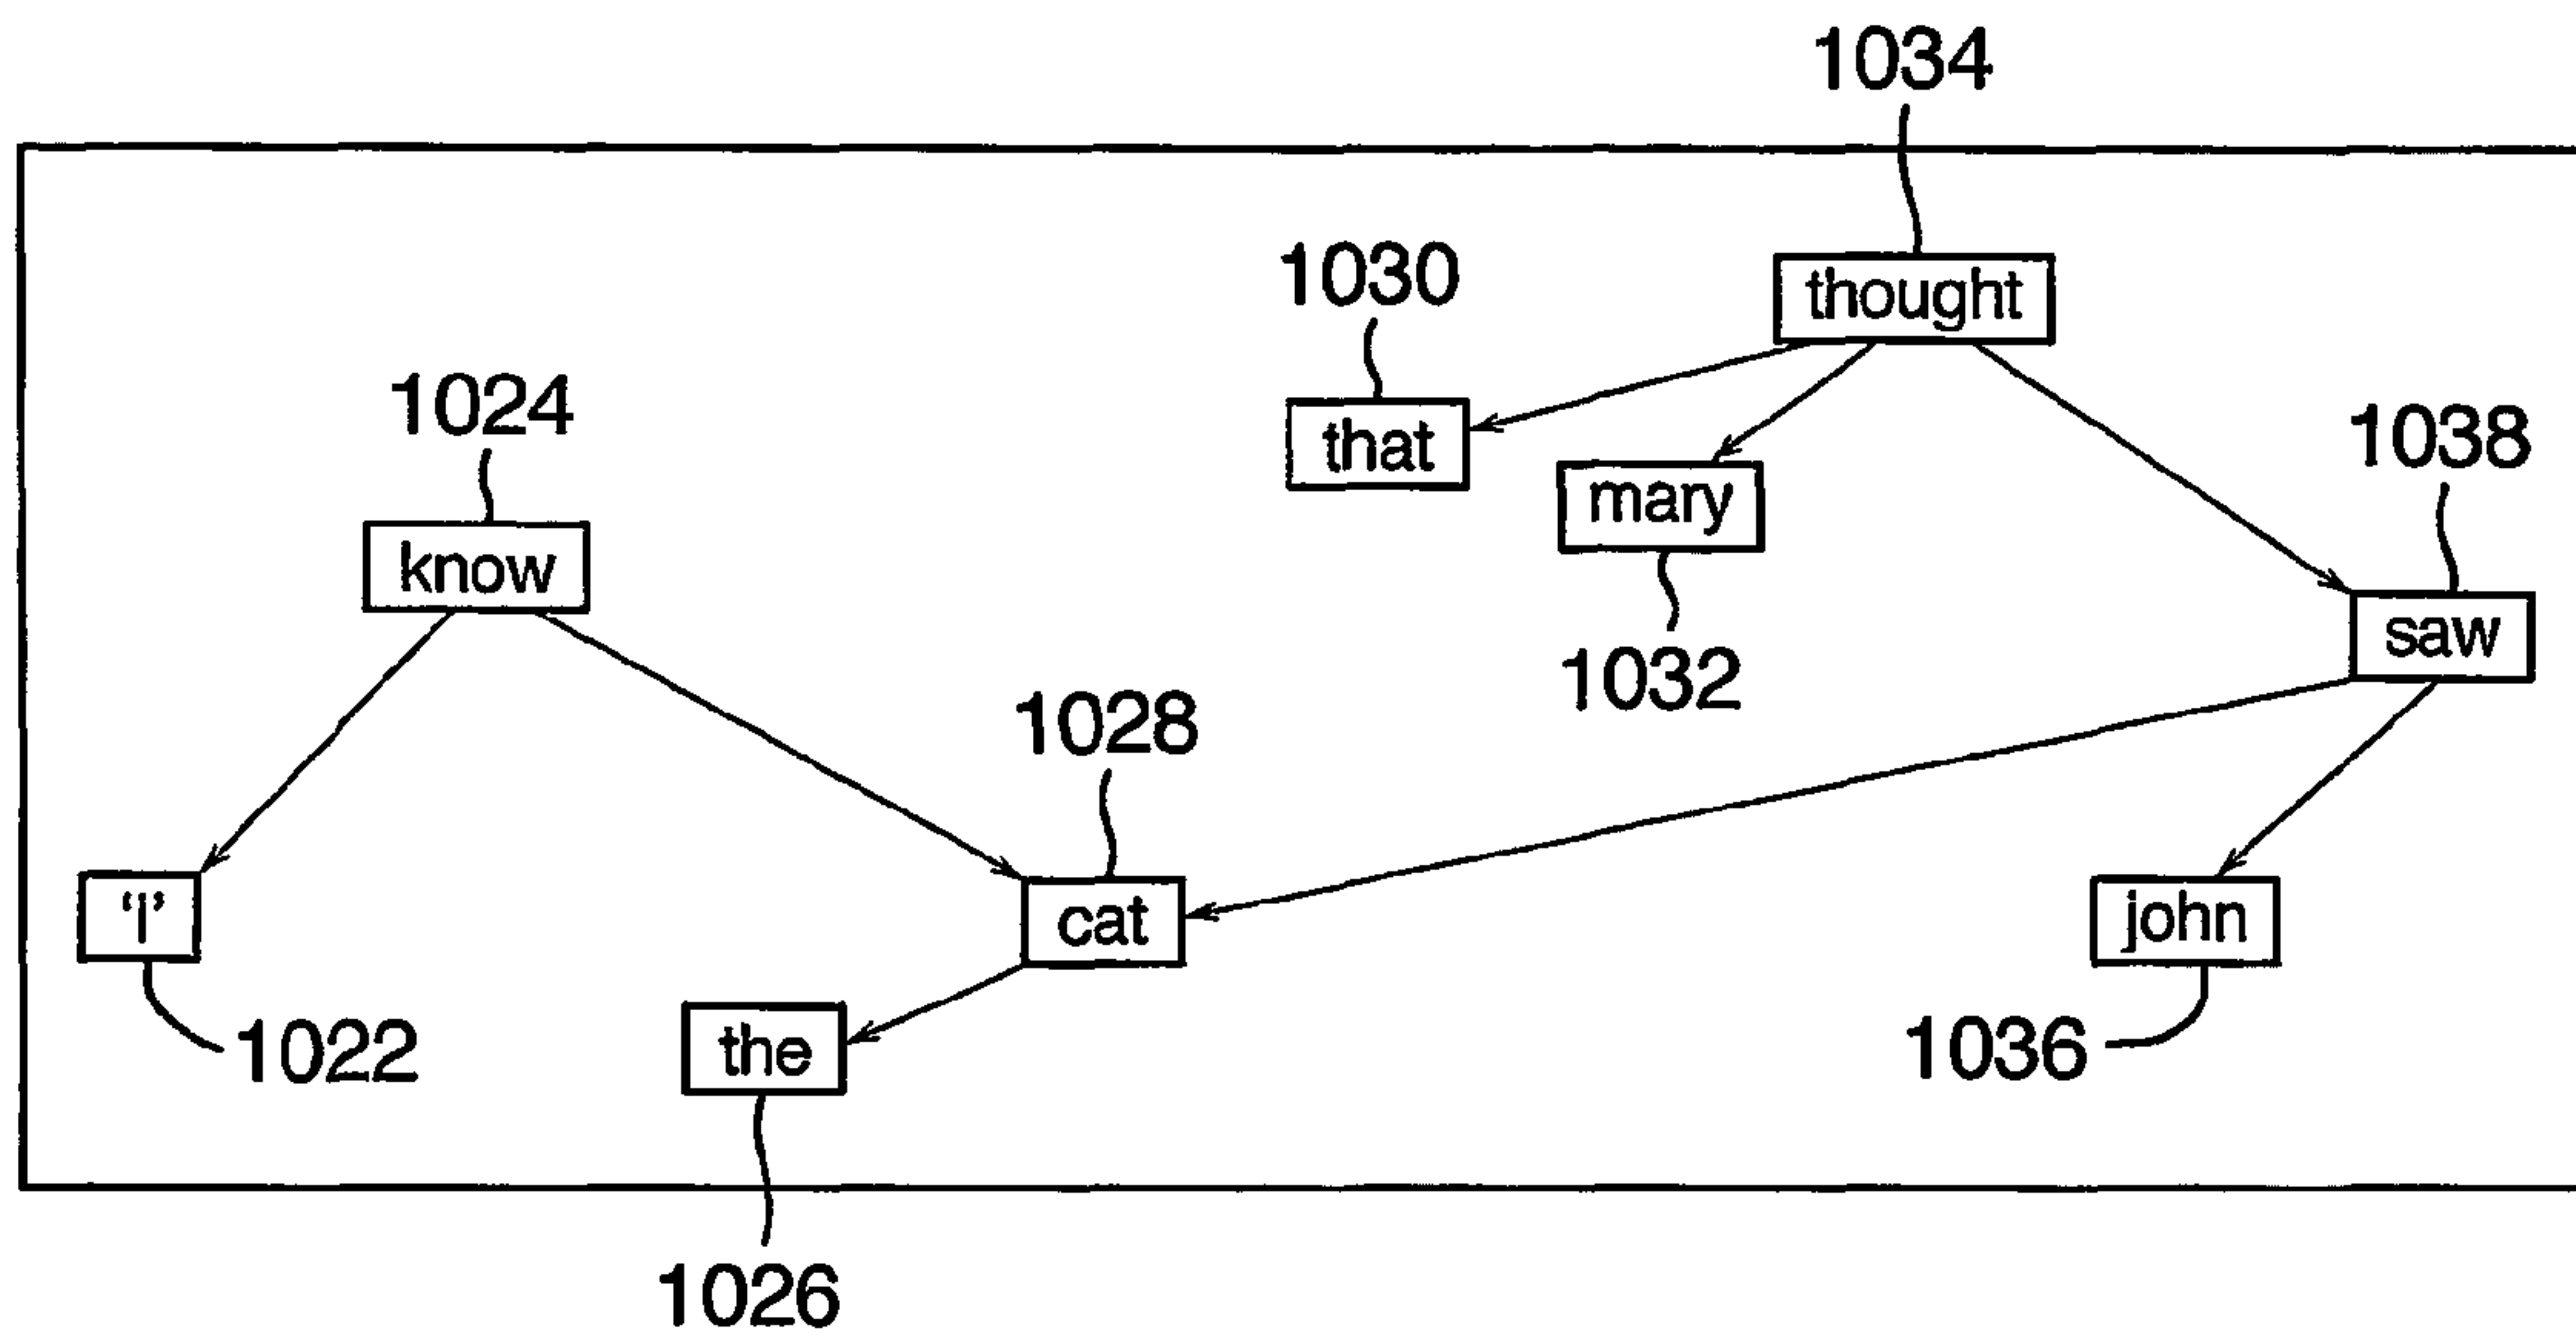 1034
1030
thought
1024
that
1038
mary
know
saw
1032
1028
'I'
cat
john
1022
the
1036
1026